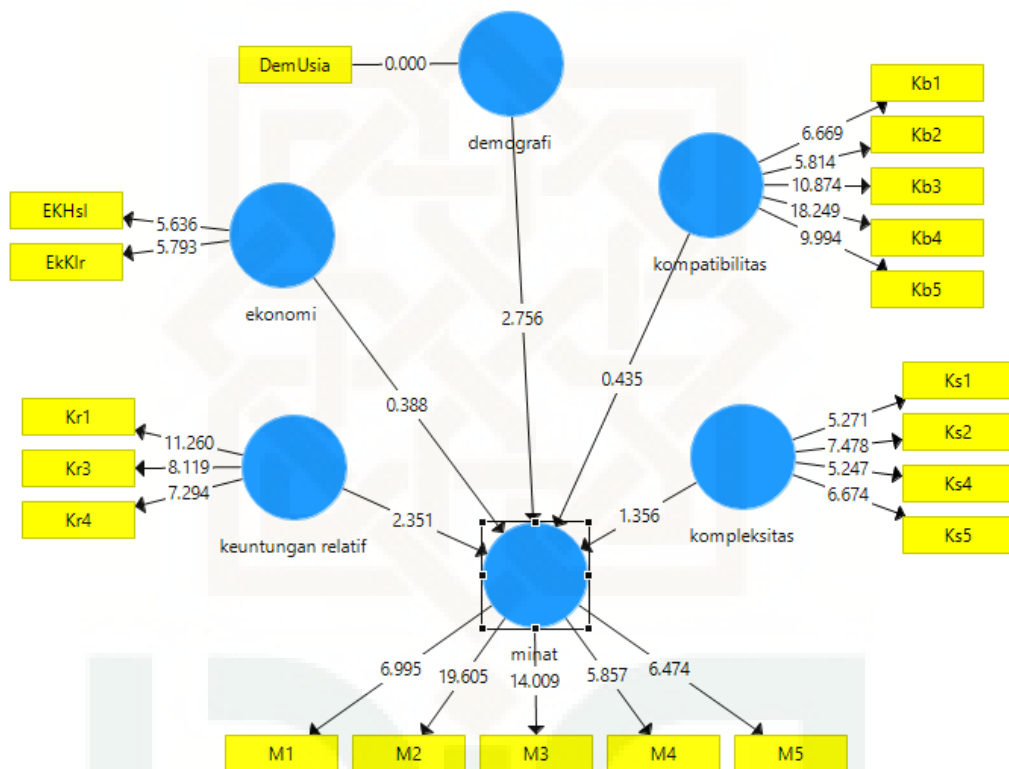 DemUsia
0.000
demografi
Kb1
6.669
Kb2
5.814
Kb3
10.874
Kb4
18.249
Kb5
9.994
kompatibilitas
EKHsl
5.636
EkKlr
5.793
ekonomi
2.756
0.388
0.435
Kr1
11.260
Kr3
8.119
Kr4
7.294
keuntungan relatif
2.351
Ks1
5.271
Ks2
7.478
Ks4
5.247
Ks5
6.674
kompleksitas
1.356
minat
6.995
19.605
14.009
5.857
6.474
M1
M2
M3
M4
M5